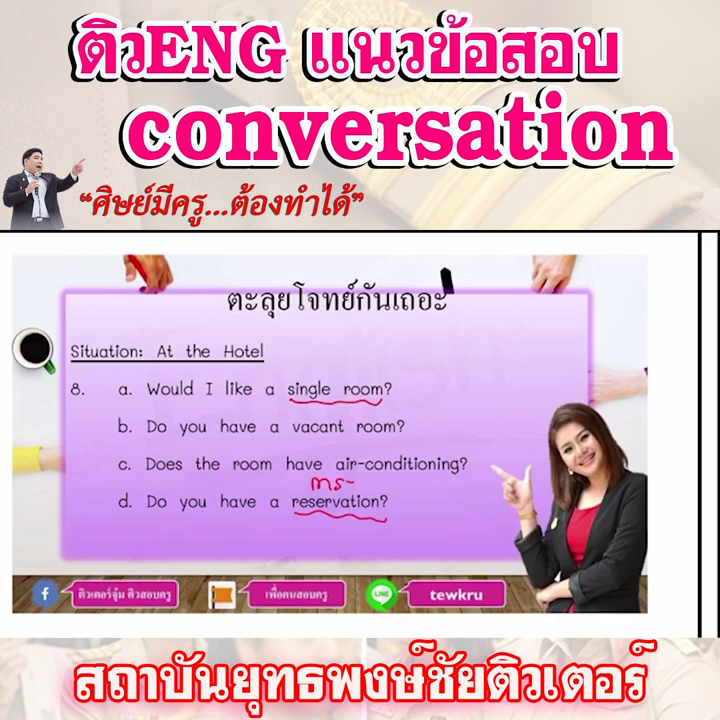 ติวENG แนวข้อสอบ
conversation
“ศิษย์มีครู...ต้องทำได้”
ตะลุยโจทย์กันเถอะ
Situation: At the Hotel
8. a. Would I like a single room?
b. Do you have a vacant room?
c. Does the room have air-conditioning?
การ-
d. Do you have a reservation?
ติวเตอร์จุ๋ม ติวสอบครู
เพื่อคนสอบครู
LINE tewkru
สถาบันยุทธพงษ์ชัยติวเตอร์